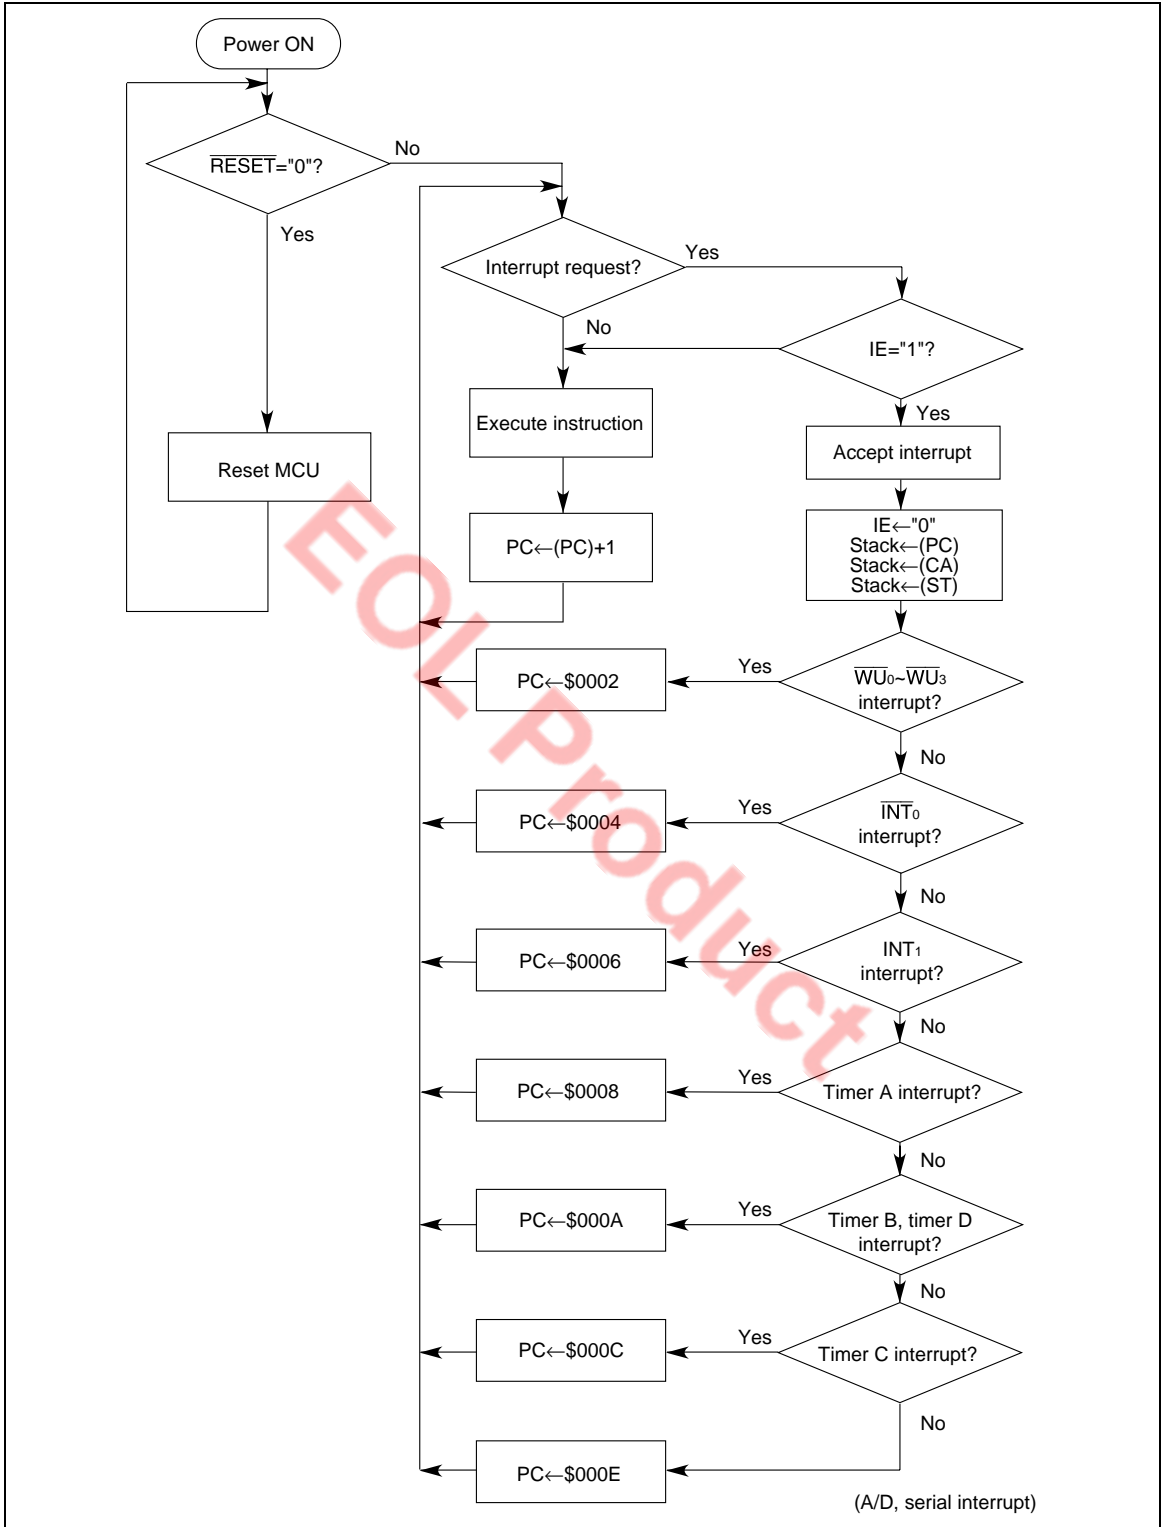 Power ON
RESET="0"?
No
Yes
Interrupt request?
Yes
No
IE="1"?
Yes
Execute instruction
Accept interrupt
Reset MCU
PC←(PC)+1
IE←"0"
Stack←(PC)
Stack←(CA)
Stack←(ST)
PC←$0002
Yes
WU0~WU3
interrupt?
No
PC←$0004
Yes
INT0
interrupt?
No
PC←$0006
Yes
INT1
interrupt?
No
PC←$0008
Yes
Timer A interrupt?
No
PC←$000A
Yes
Timer B, timer D
interrupt?
No
PC←$000C
Yes
Timer C interrupt?
No
PC←$000E
(A/D, serial interrupt)
EOL Product